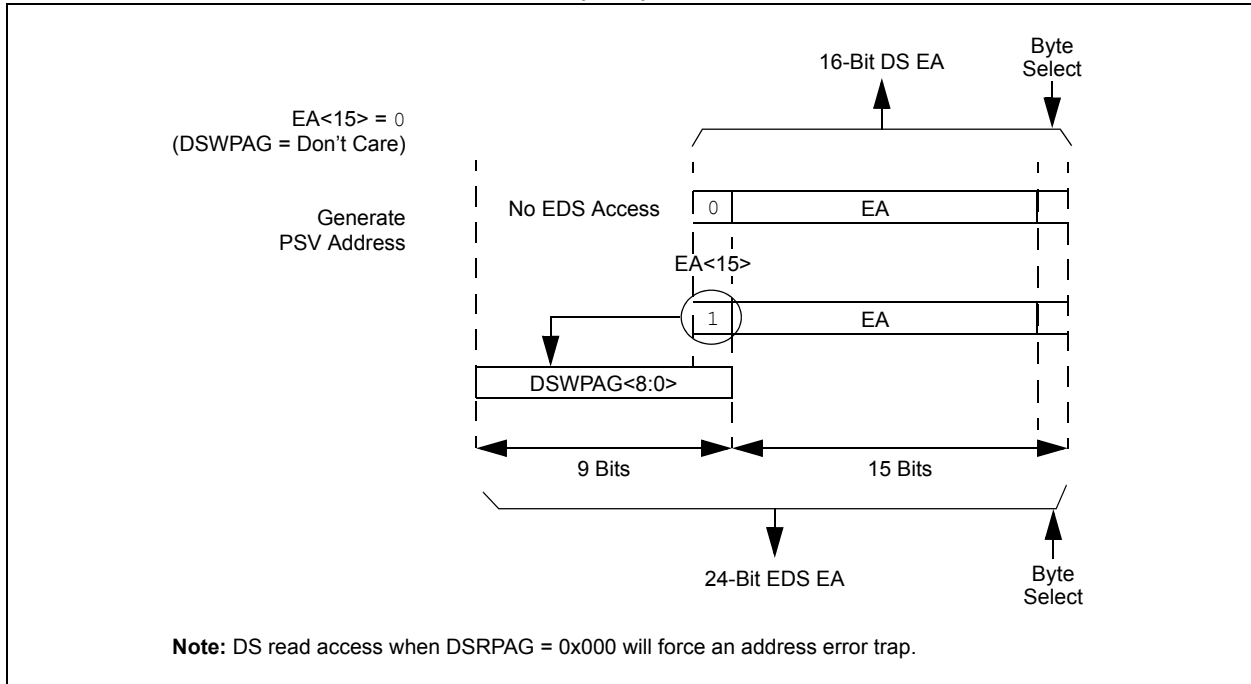 16-Bit DS EA
Byte
Select
EA<15> = 0
(DSWPAG = Don't Care)
No EDS Access
0
EA
Generate
PSV Address
EA<15>
1
EA
DSWPAG<8:0>
9 Bits
15 Bits
24-Bit EDS EA
Byte
Select
Note: DS read access when DSRPAG = 0x000 will force an address error trap.